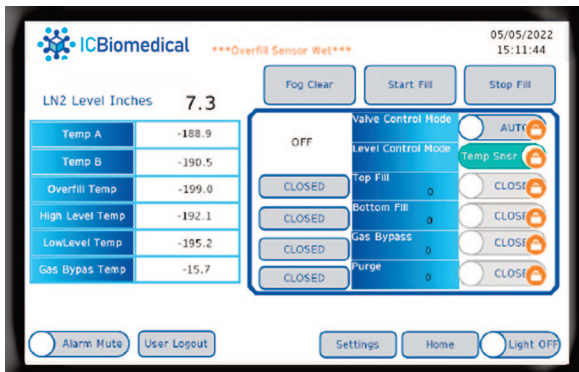 ICBiomedical
***Overfill Sensor Wet***
05/05/2022
15:11:44
Fog Clear
Start Fill
Stop Fill
LN2 Level Inches 7.3
Temp A -188.9
Temp B -190.5
Overfill Temp -199.0
High Level Temp -192.1
LowLevel Temp -195.2
Gas Bypas Temp -15.7
OFF
Valve Control Mode
AUTO
Level Control Mode
Temp Snsr
CLOSED Top Fill 0 CLOSE
CLOSED Bottom Fill 0 CLOSE
CLOSED Gas Bypass 0 CLOSE
CLOSED Purge 0 CLOSE
Alarm Mute
User Logout
Settings
Home
Light OFF